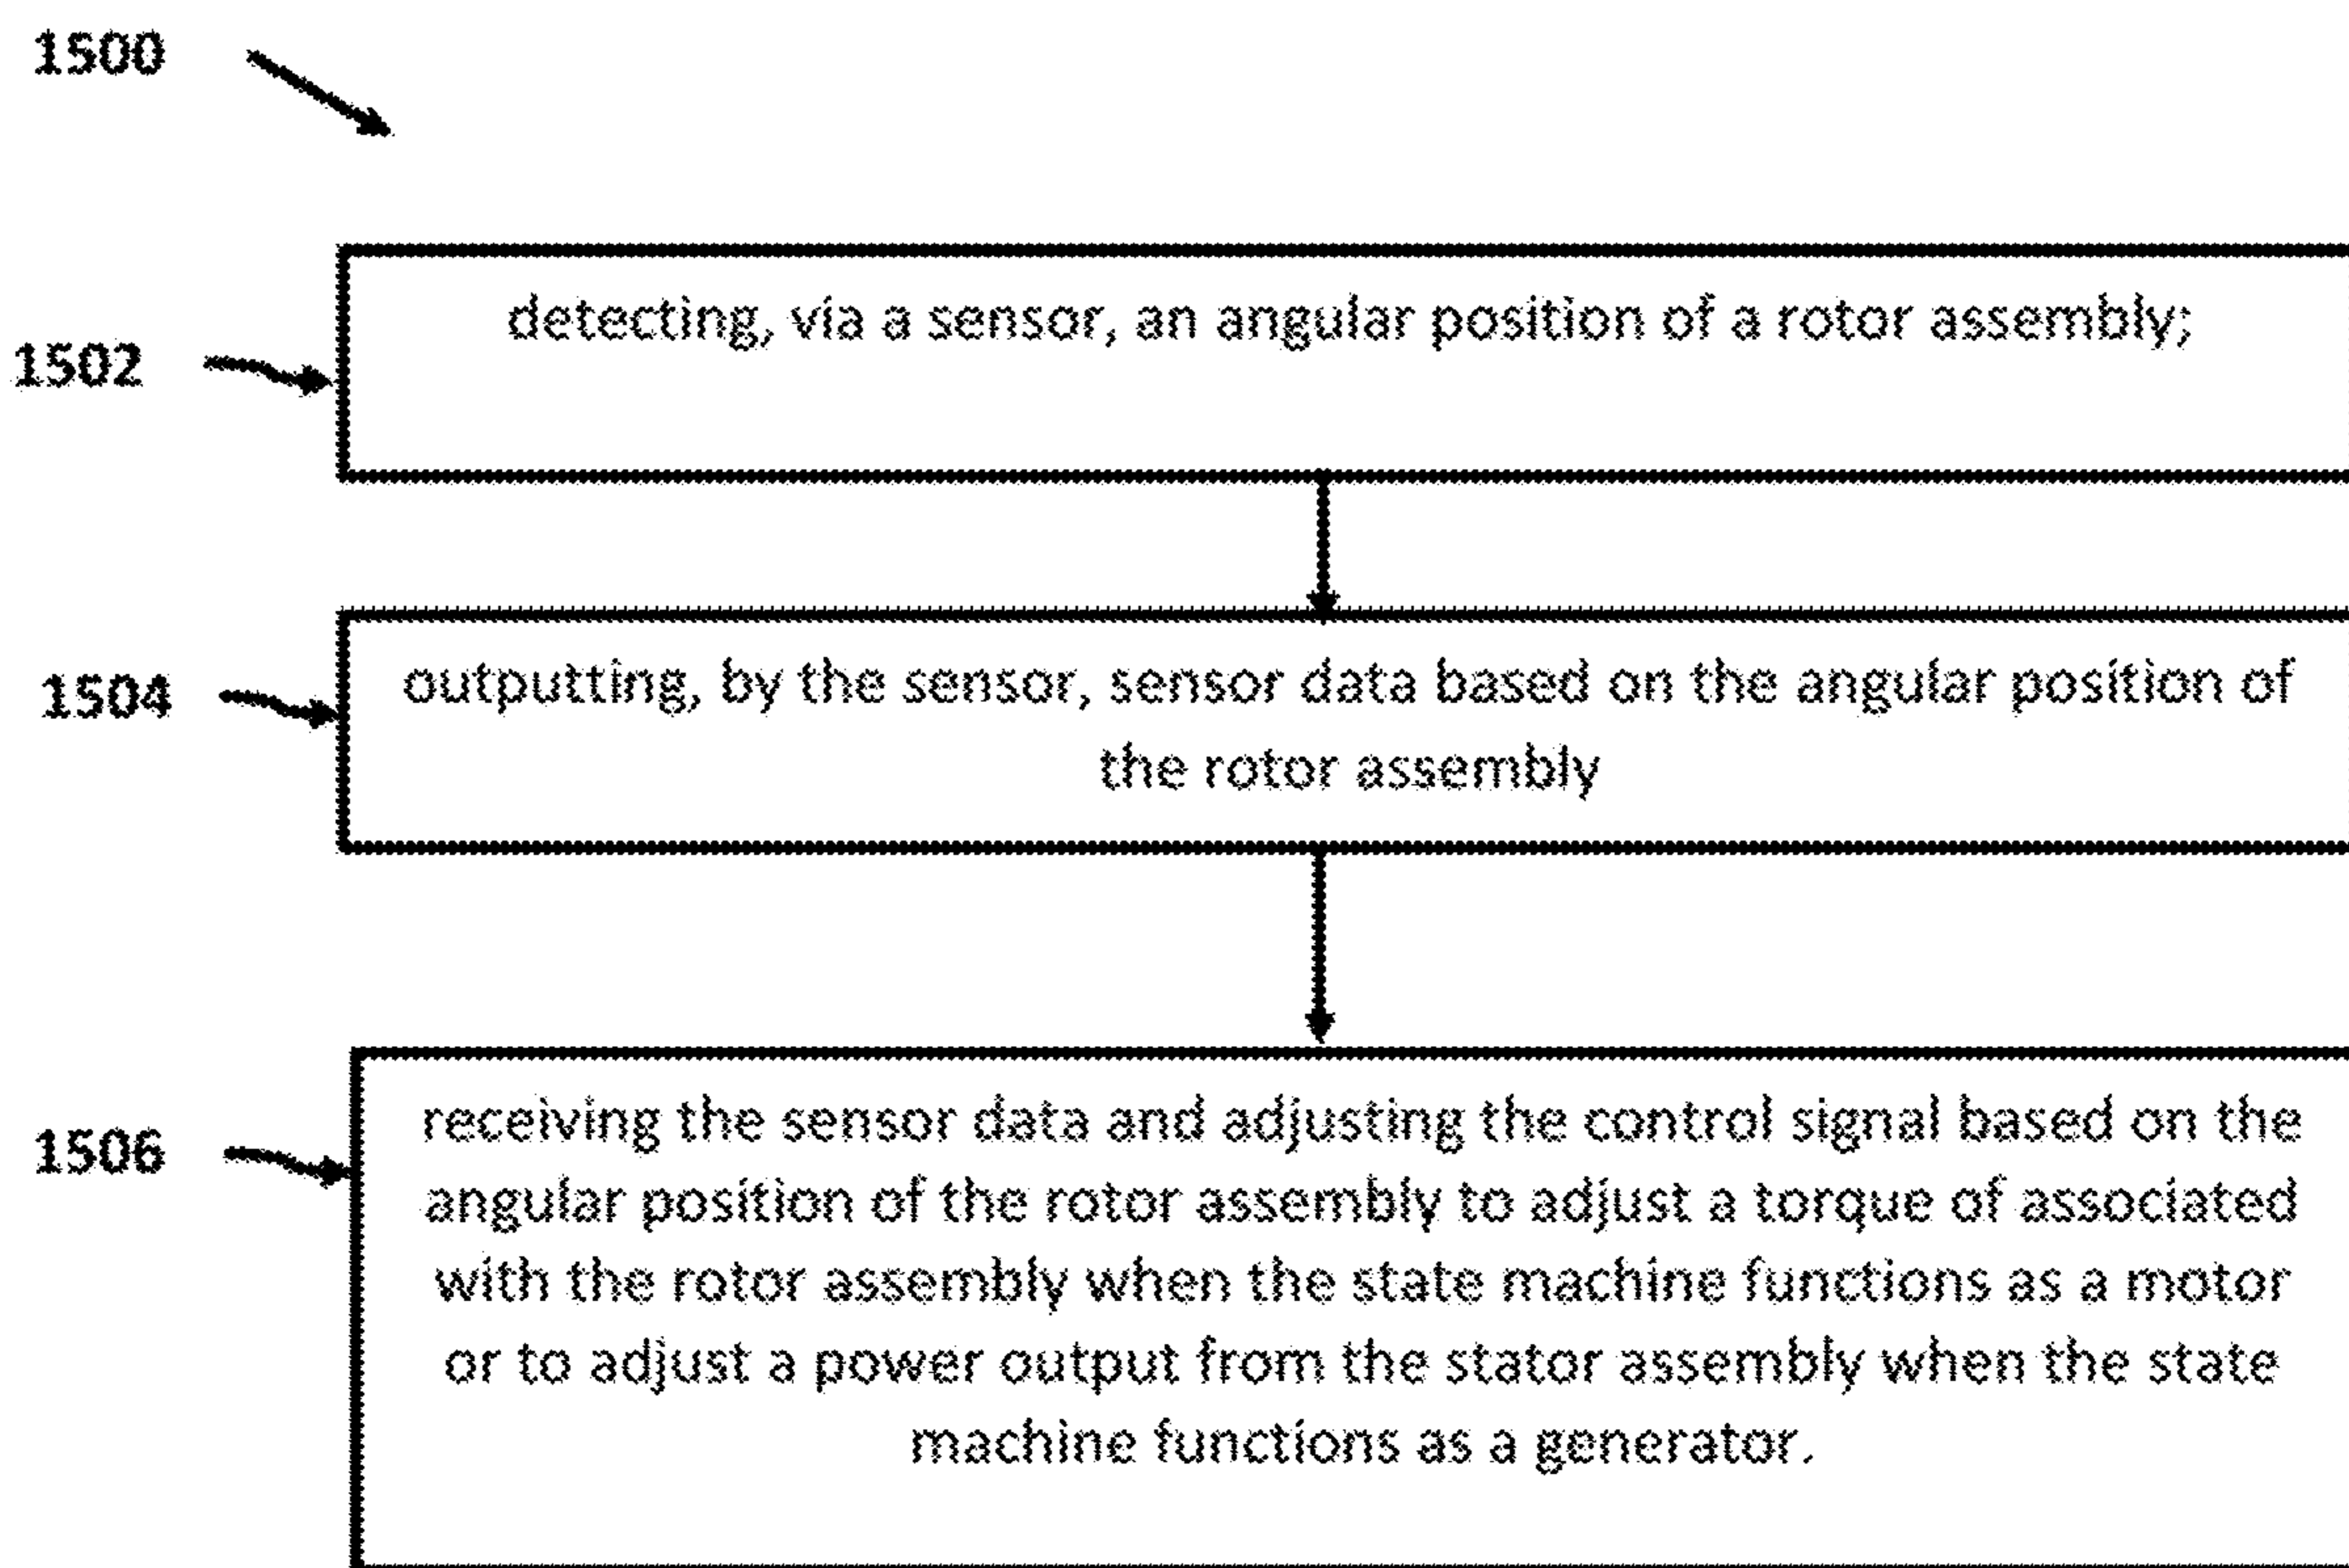 1500
1502
detecting, via a sensor, an angular position of a rotor assembly;
1504
outputting, by the sensor, sensor data based on the angular position of
the rotor assembly
1506
receiving the sensor data and adjusting the control signal based on the
angular position of the rotor assembly to adjust a torque of associated
with the rotor assembly when the state machine functions as a motor
or to adjust a power output from the stator assembly when the state
machine functions as a generator.